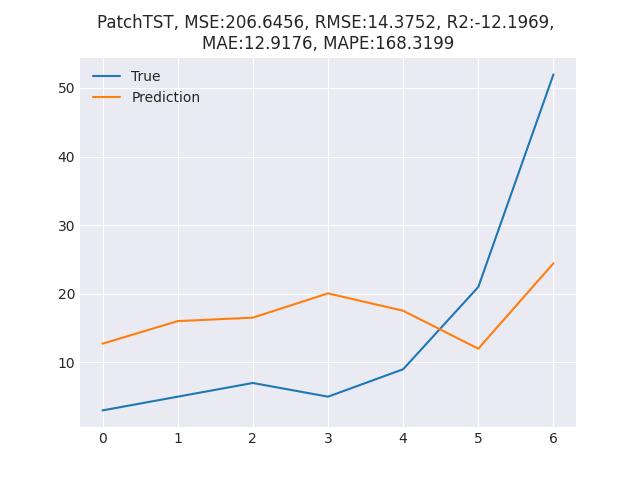 PatchTST, MSE:206.6456, RMSE:14.3752, R2:-12.1969,
MAE:12.9176, MAPE:168.3199
True
Prediction
50
40
30
20
10
0 1 2 3 4 5 6